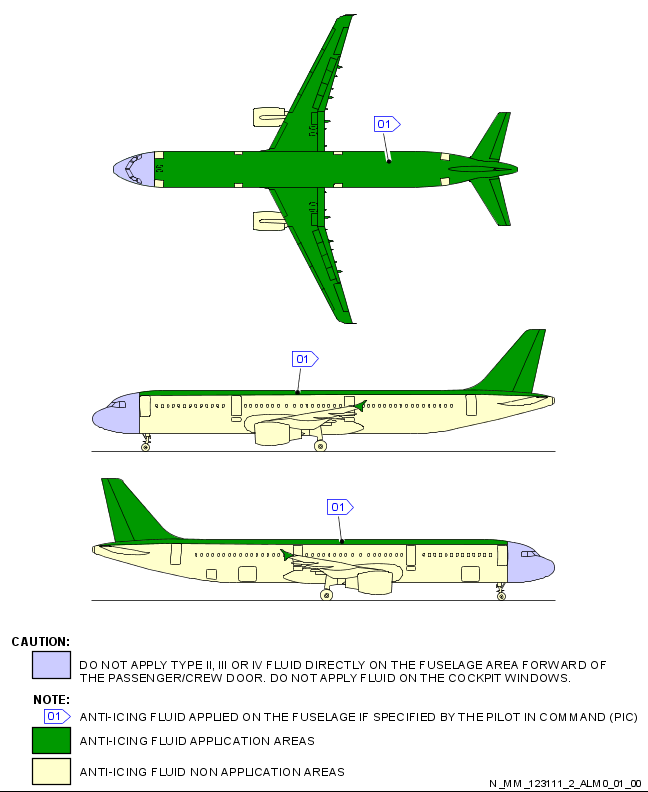 01
01
01
CAUTION:
DO NOT APPLY TYPE II, III OR IV FLUID DIRECTLY ON THE FUSELAGE AREA FORWARD OF
THE PASSENGER/CREW DOOR. DO NOT APPLY FLUID ON THE COCKPIT WINDOWS.
NOTE:
01 ANTI-ICING FLUID APPLIED ON THE FUSELAGE IF SPECIFIED BY THE PILOT IN COMMAND (PIC)
ANTI-ICING FLUID APPLICATION AREAS
ANTI-ICING FLUID NON APPLICATION AREAS
N_MM_123111_2_ALM0_01_00